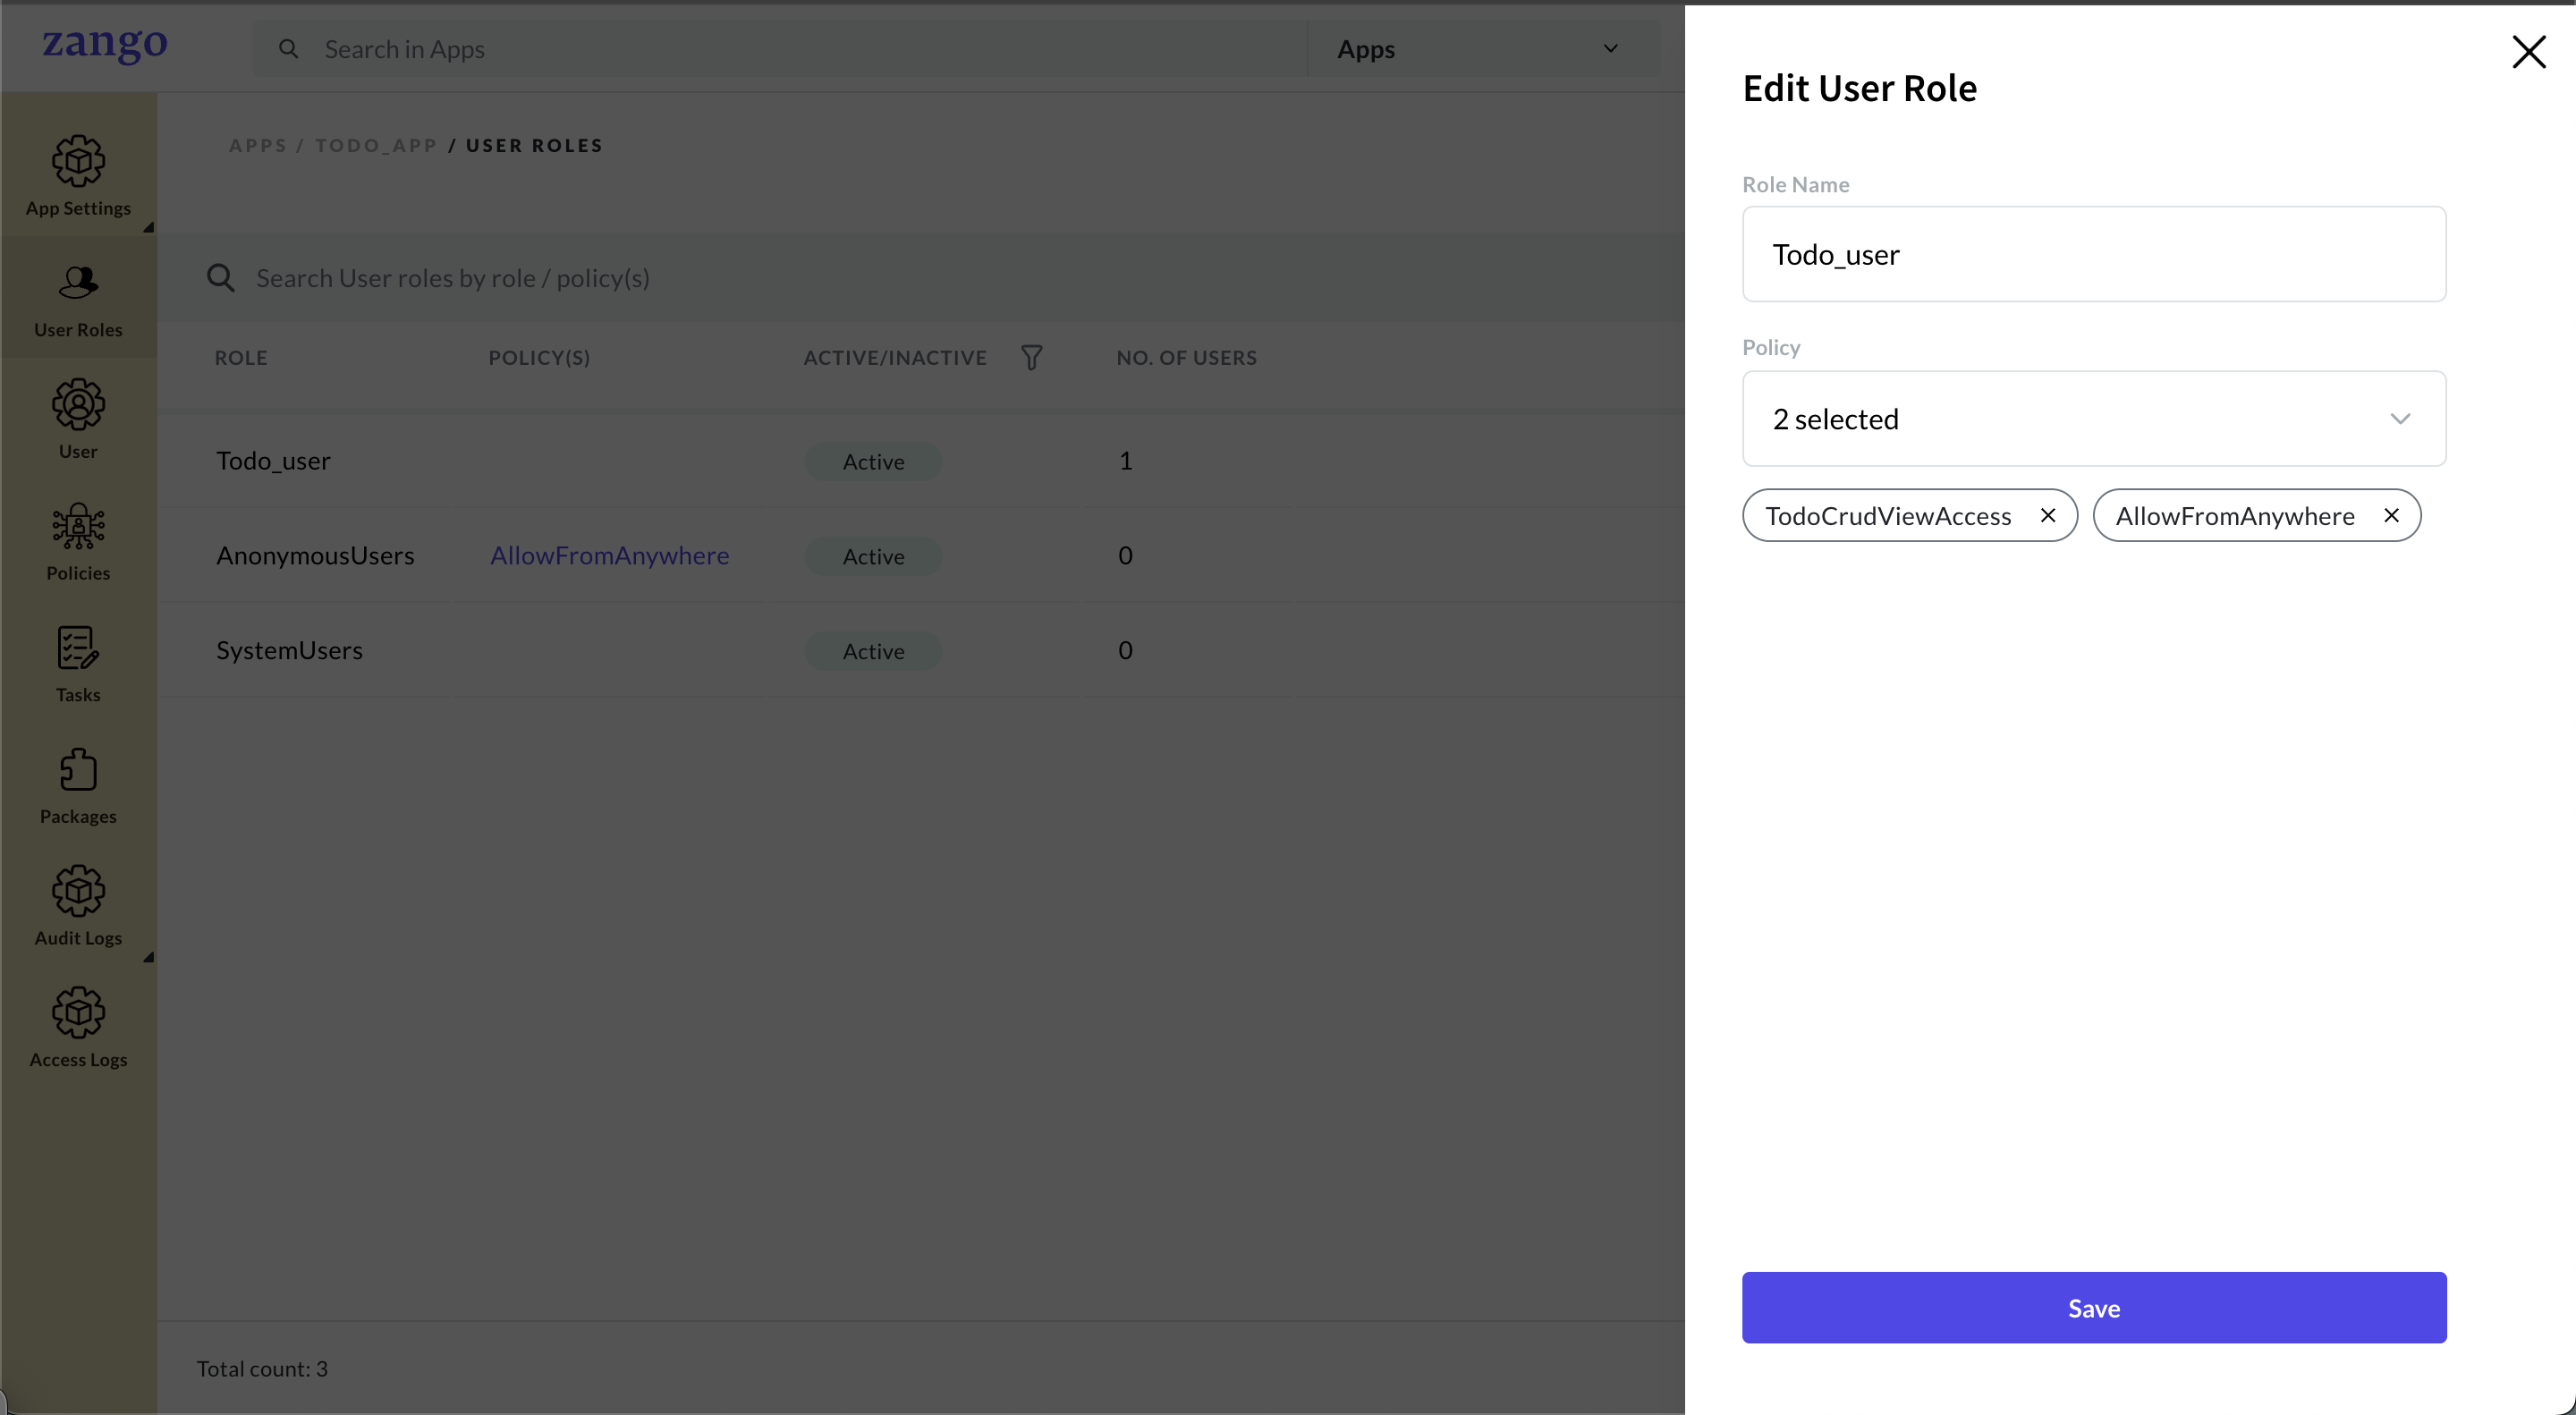 zango
Search in Apps
Apps
APPS / TODO_APP / USER ROLES
App Settings
User Roles
User
Policies
Tasks
Packages
Audit Logs
Access Logs
Search User roles by role / policy(s)
ROLE POLICY(S) ACTIVE/INACTIVE NO. OF USERS
Todo_user Active 1
AnonymousUsers AllowFromAnywhere Active 0
SystemUsers Active 0
Total count: 3
Edit User Role
Role Name
Todo_user
Policy
2 selected
TodoCrudViewAccess AllowFromAnywhere
Save